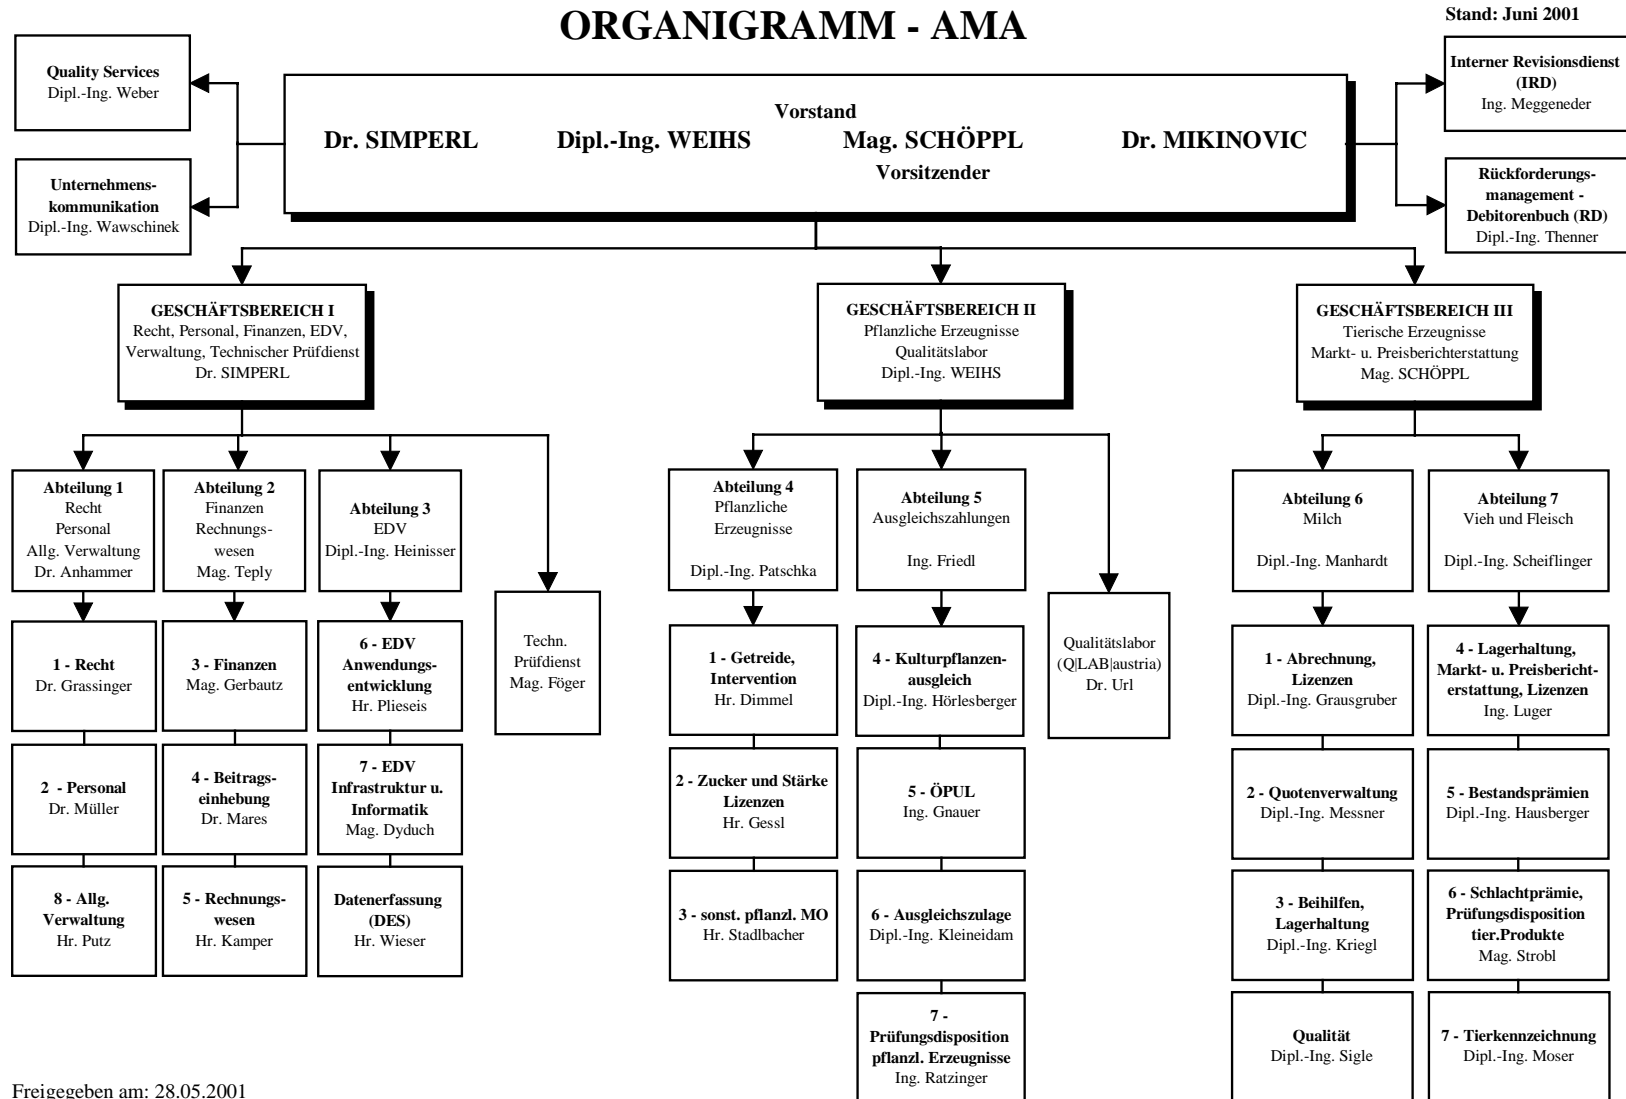 ORGANIGRAMM - AMA
Stand: Juni 2001
Quality Services
Dipl.-Ing. Weber
Unternehmens-
kommunikation
Dipl.-Ing. Wawschinek
Vorstand
Dr. SIMPERL Dipl.-Ing. WEIHS Mag. SCHÖPPL Dr. MIKINOVIC
Vorsitzender
Interner Revisionsdienst
(IRD)
Ing. Meggeneder
Rückforderungs-
management -
Debitorenbuch (RD)
Dipl.-Ing. Thenner
GESCHÄFTSBEREICH I
Recht, Personal, Finanzen, EDV,
Verwaltung, Technischer Prüfdienst
Dr. SIMPERL
GESCHÄFTSBEREICH II
Pflanzliche Erzeugnisse
Qualitätslabor
Dipl.-Ing. WEIHS
GESCHÄFTSBEREICH III
Tierische Erzeugnisse
Markt- u. Preisberichterstattung
Mag. SCHÖPPL
Abteilung 1
Recht
Personal
Allg. Verwaltung
Dr. Anhammer
Abteilung 2
Finanzen
Rechnungs-
wesen
Mag. Teply
Abteilung 3
EDV
Dipl.-Ing. Heinisser
Techn.
Prüfdienst
Mag. Föger
Abteilung 4
Pflanzliche
Erzeugnisse
Dipl.-Ing. Patschka
Abteilung 5
Ausgleichszahlungen
Ing. Friedl
Qualitätslabor
(Q|LAB|austria)
Dr. Url
Abteilung 6
Milch
Dipl.-Ing. Manhardt
Abteilung 7
Vieh und Fleisch
Dipl.-Ing. Scheiflinger
1 - Recht
Dr. Grassinger
3 - Finanzen
Mag. Gerbautz
6 - EDV
Anwendungs-
entwicklung
Hr. Plieseis
1 - Getreide,
Intervention
Hr. Dimmel
4 - Kulturpflanzen-
ausgleich
Dipl.-Ing. Hörlesberger
1 - Abrechnung,
Lizenzen
Dipl.-Ing. Grausgruber
4 - Lagerhaltung,
Markt- u. Preisbericht-
erstattung, Lizenzen
Ing. Luger
2 - Personal
Dr. Müller
4 - Beitrags-
einhebung
Dr. Mares
7 - EDV
Infrastruktur u.
Informatik
Mag. Dyduch
2 - Zucker und Stärke
Lizenzen
Hr. Gessl
5 - ÖPUL
Ing. Gnauer
2 - Quotenverwaltung
Dipl.-Ing. Messner
5 - Bestandsprämien
Dipl.-Ing. Hausberger
8 - Allg.
Verwaltung
Hr. Putz
5 - Rechnungs-
wesen
Hr. Kamper
Datenerfassung
(DES)
Hr. Wieser
3 - sonst. pflanzl. MO
Hr. Stadlbacher
6 - Ausgleichszulage
Dipl.-Ing. Kleineidam
3 - Beihilfen,
Lagerhaltung
Dipl.-Ing. Kriegl
6 - Schlachtprämie,
Prüfungsdisposition
tier.Produkte
Mag. Strobl
7 -
Prüfungsdisposition
pflanzl. Erzeugnisse
Ing. Ratzinger
Qualität
Dipl.-Ing. Sigle
7 - Tierkennzeichnung
Dipl.-Ing. Moser
Freigegeben am: 28.05.2001